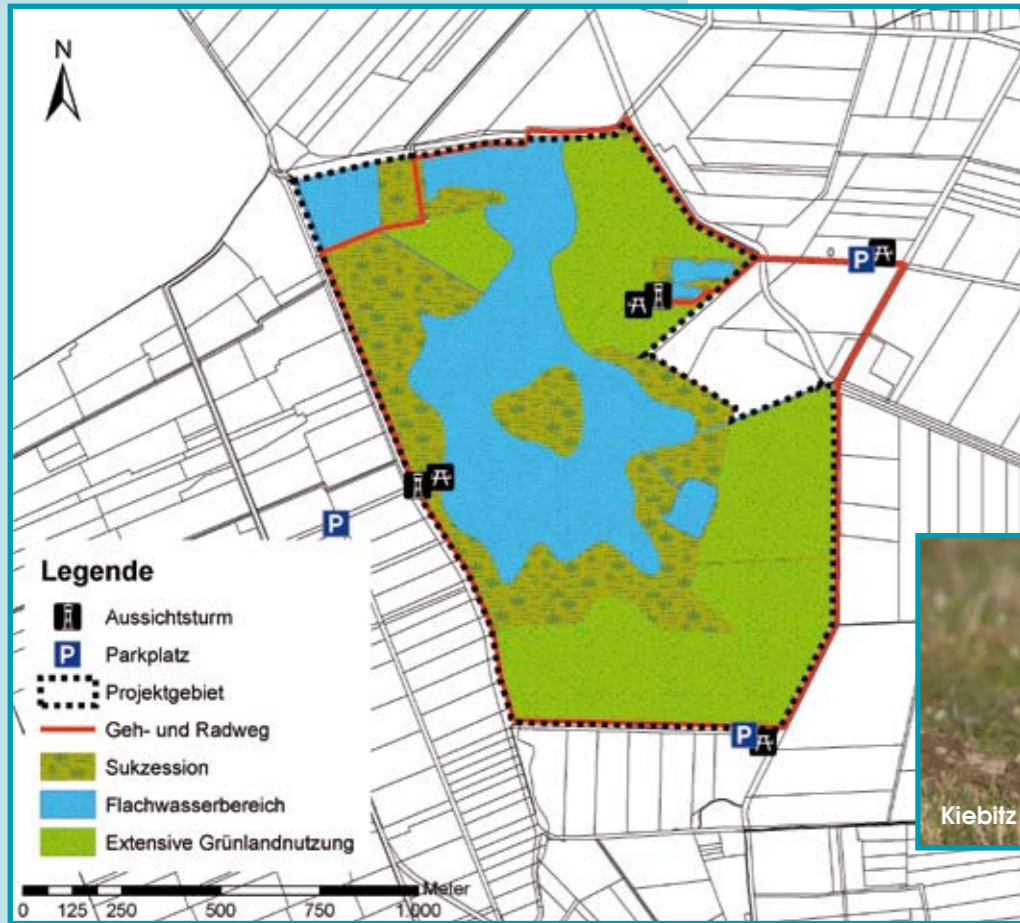 N
P
0
P
P
Legende
Aussichtsturm
P Parkplatz
Projektgebiet
Geh- und Radweg
Sukzession
Flachwasserbereich
Extensive Grünlandnutzung
Meter
0 125 250 500 750 1.000
Kiebitz